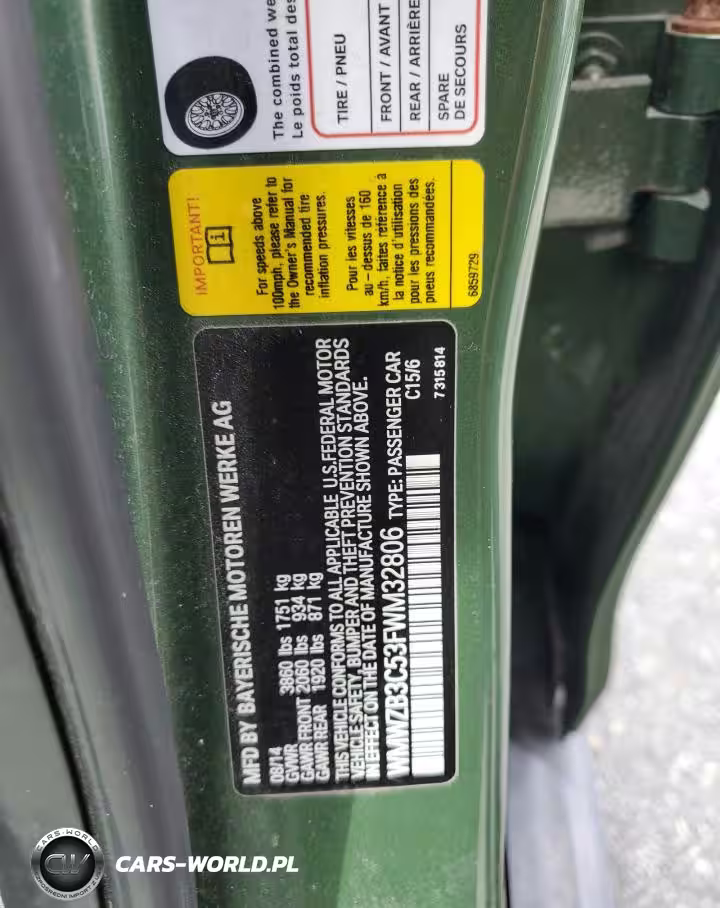 The combined we
Le poids total des
TIRE / PNEU
FRONT / AVANT
REAR / ARRIÈRE
SPARE
DE SECOURS
IMPORTANT!
For speeds above
100mph, please refer to
the Owner's Manual for
recommended tire
inflation pressures.
Pour les vitesses
au - dessus de 160
km/h, faites référence à
la notice d'utilisation
pour les pressions des
pneus recommandées.
6859729
MFD BY BAYERISCHE MOTOREN WERKE AG
08/14
GVWR 3860 lbs 1751 kg
GAWR FRONT 2060 lbs 934 kg
GAWR REAR 1920 lbs 871 kg
THIS VEHICLE CONFORMS TO ALL APPLICABLE U.S. FEDERAL MOTOR
VEHICLE SAFETY, BUMPER AND THEFT PREVENTION STANDARDS
IN EFFECT ON THE DATE OF MANUFACTURE SHOWN ABOVE.
WMWZB3C53FWM32806 TYPE: PASSENGER CAR
C15/6
7315814
CARS-WORLD
CW
CARS-WORLD.PL